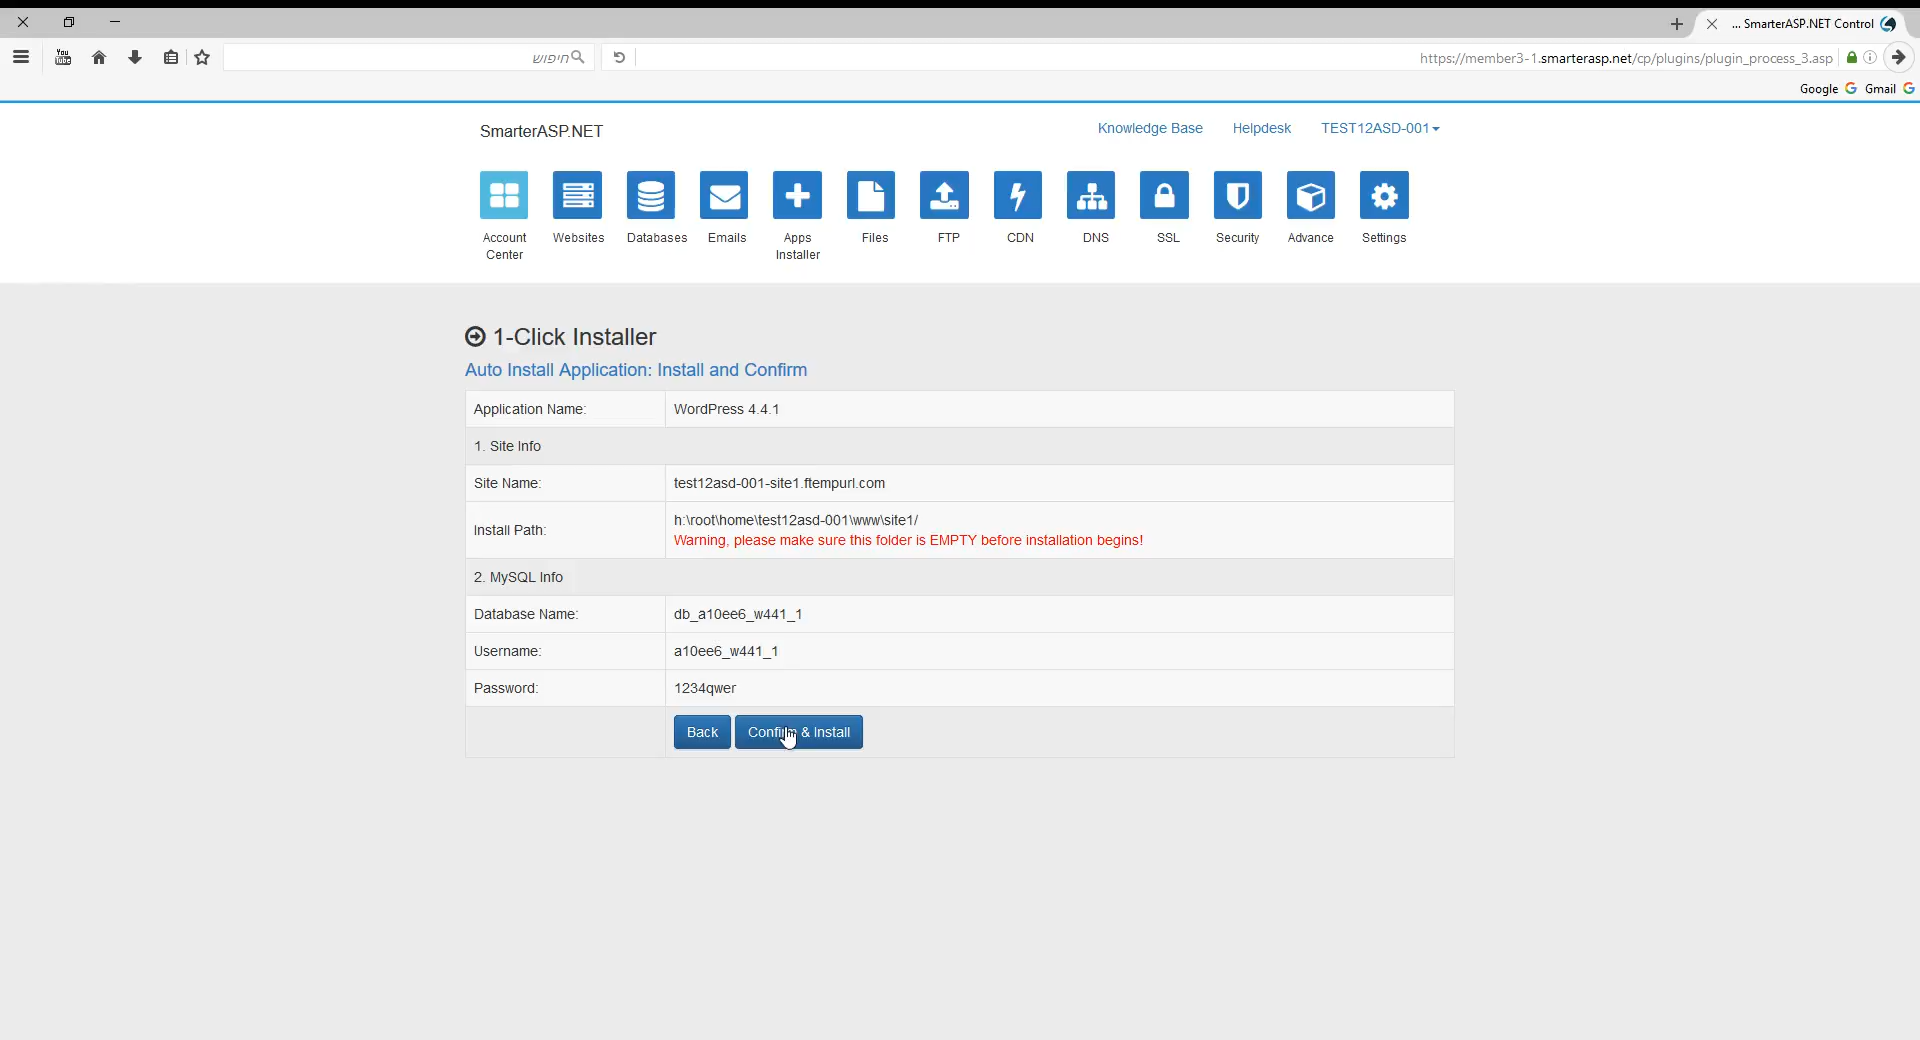 ... SmarterASP.NET Control
You Tube
חיפוש
https://member3-1.smarterasp.net/cp/plugins/plugin_process_3.asp
Google G Gmail G
SmarterASP.NET
Knowledge Base Helpdesk TEST12ASD-001
Account Center
Websites
Databases
Emails
Apps Installer
Files
FTP
CDN
DNS
SSL
Security
Advance
Settings
1-Click Installer
Auto Install Application: Install and Confirm
Application Name: WordPress 4.4.1
1. Site Info
Site Name: test12asd-001-site1.ftempurl.com
Install Path: h:\root\home\test12asd-001\www\site1/
Warning, please make sure this folder is EMPTY before installation begins!
2. MySQL Info
Database Name: db_a10ee6_w441_1
Username: a10ee6_w441_1
Password: 1234qwer
Back Confirm & Install